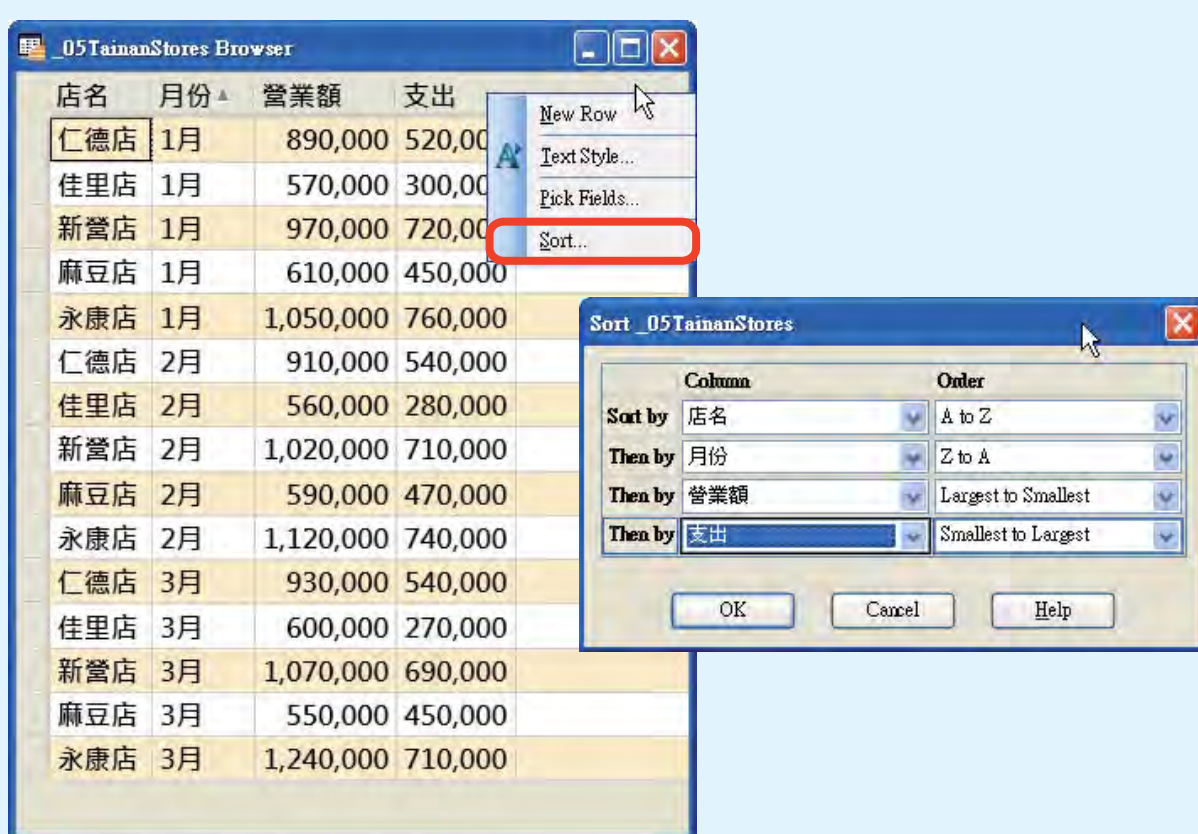 _05TainanStores Browser
店名 月份 營業額 支出
仁德店 1月 890,000 520,00
佳里店 1月 570,000 300,00
新營店 1月 970,000 720,00
麻豆店 1月 610,000 450,000
永康店 1月 1,050,000 760,000
仁德店 2月 910,000 540,000
佳里店 2月 560,000 280,000
新營店 2月 1,020,000 710,000
麻豆店 2月 590,000 470,000
永康店 2月 1,120,000 740,000
仁德店 3月 930,000 540,000
佳里店 3月 600,000 270,000
新營店 3月 1,070,000 690,000
麻豆店 3月 550,000 450,000
永康店 3月 1,240,000 710,000
New Row
Text Style...
Pick Fields...
Sort...
Sort _05TainanStores
Column Order
Sort by 店名 A to Z
Then by 月份 Z to A
Then by 營業額 Largest to Smallest
Then by 支出 Smallest to Largest
OK Cancel Help